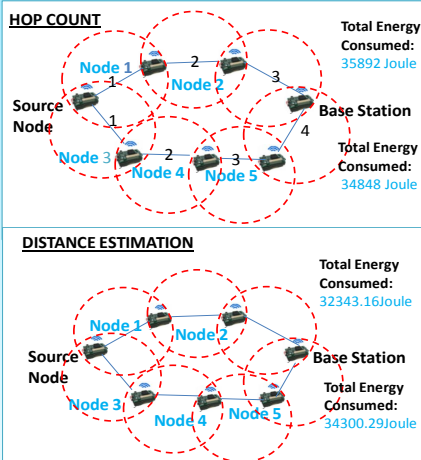 HOP COUNT
Total Energy
Consumed:
35892 Joule
Node 1
1
2
Node 2
3
Source
Node
Base Station
1
4
Node 3
2
Node 4
3
Node 5
Total Energy
Consumed:
34848 Joule
DISTANCE ESTIMATION
Total Energy
Consumed:
32343.16Joule
Node 1
Node 2
Source
Node
Base Station
Node 3
Node 4
Node 5
Total Energy
Consumed:
34300.29Joule